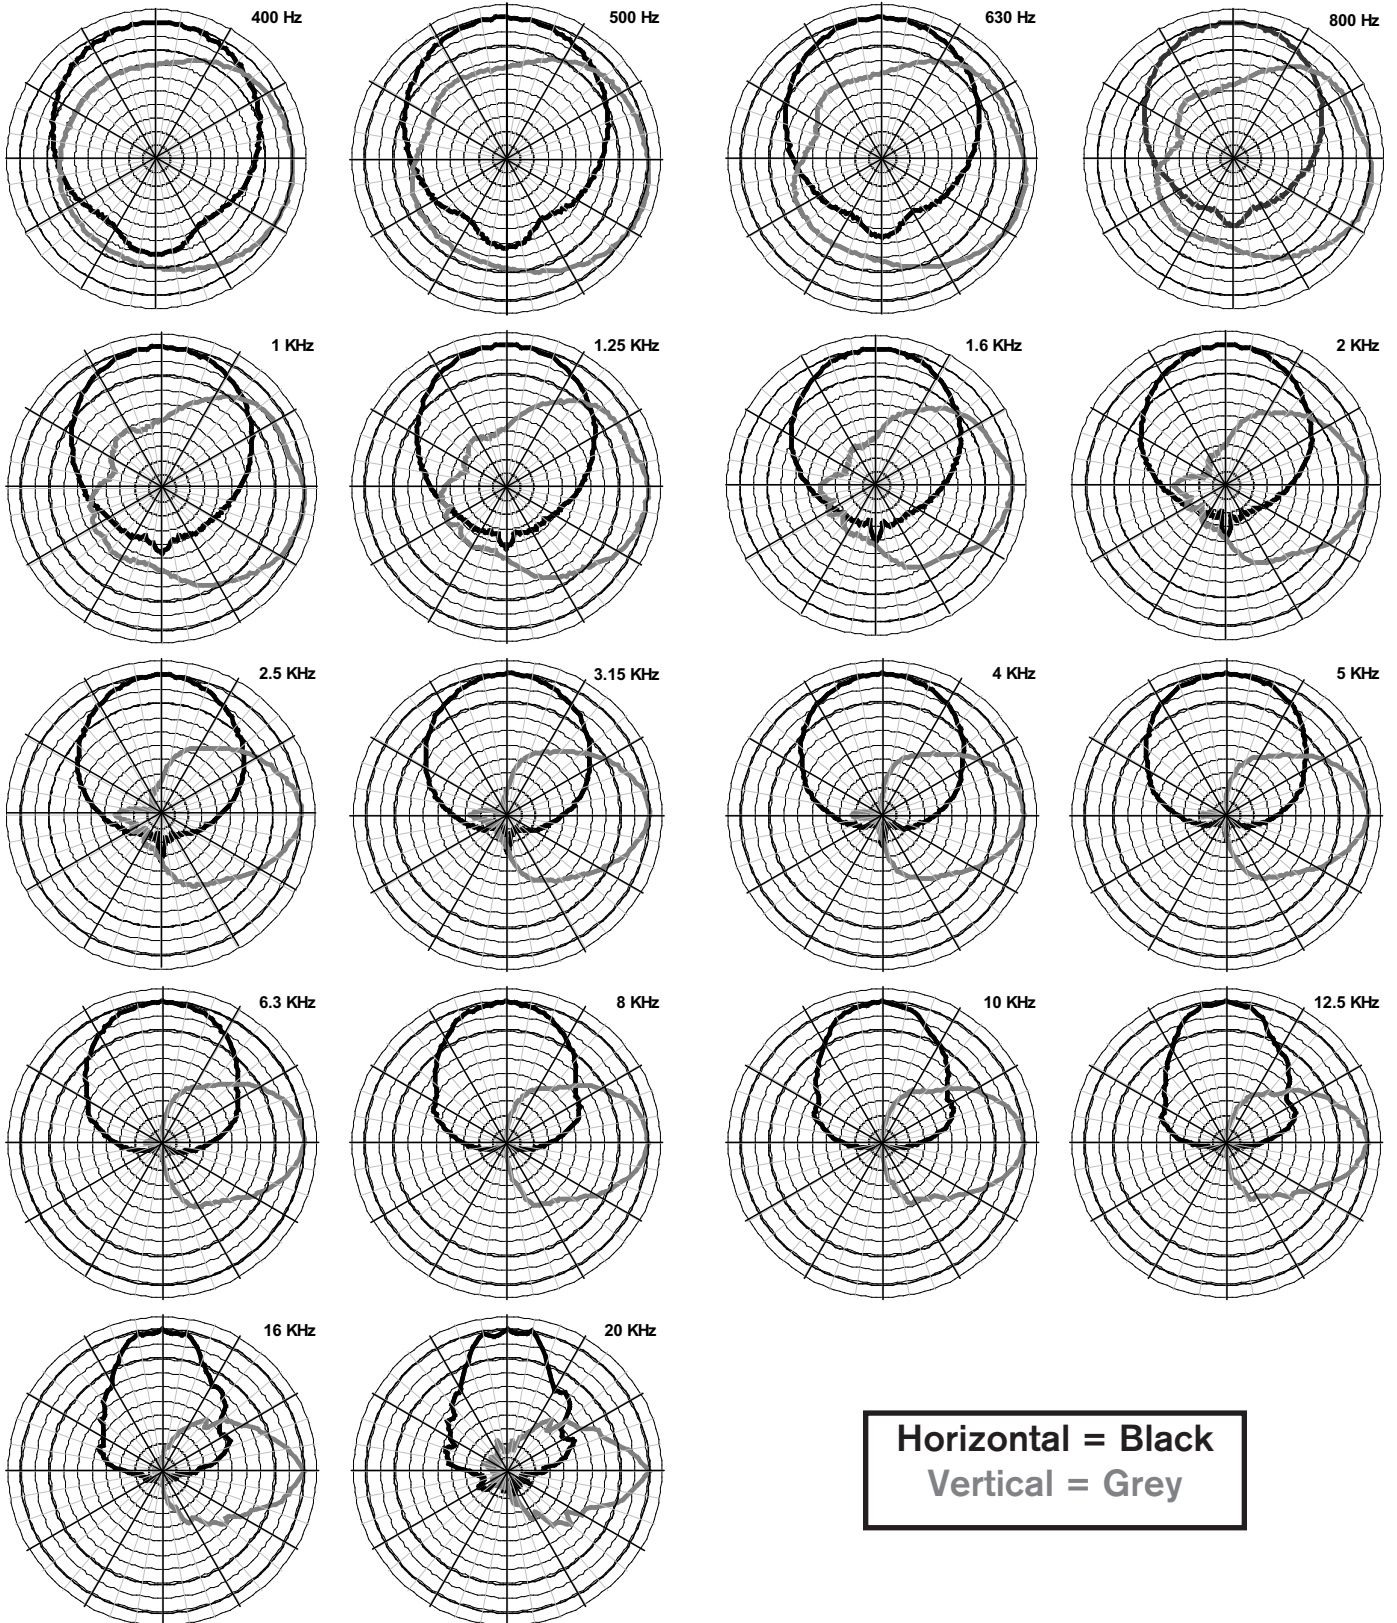 400 Hz
500 Hz
630 Hz
800 Hz
1 KHz
1.25 KHz
1.6 KHz
2 KHz
2.5 KHz
3.15 KHz
4 KHz
5 KHz
6.3 KHz
8 KHz
10 KHz
12.5 KHz
16 KHz
20 KHz
Horizontal = Black
Vertical = Grey